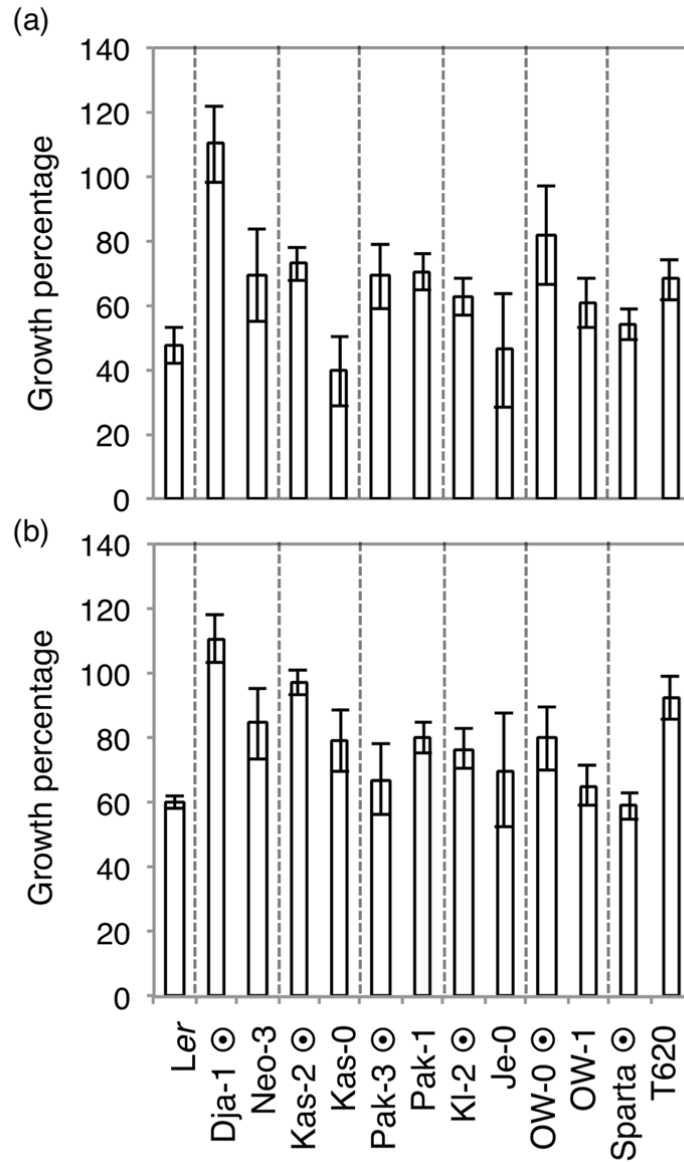 (a)
140
120
100
80
60
40
20
0
Growth percentage
(b)
140
120
100
80
60
40
20
0
Growth percentage
Ler
Dja-1 ⊙
Neo-3
Kas-2 ⊙
Kas-0
Pak-3 ⊙
Pak-1
Kl-2 ⊙
Je-0
OW-0 ⊙
OW-1
Sparta ⊙
T620